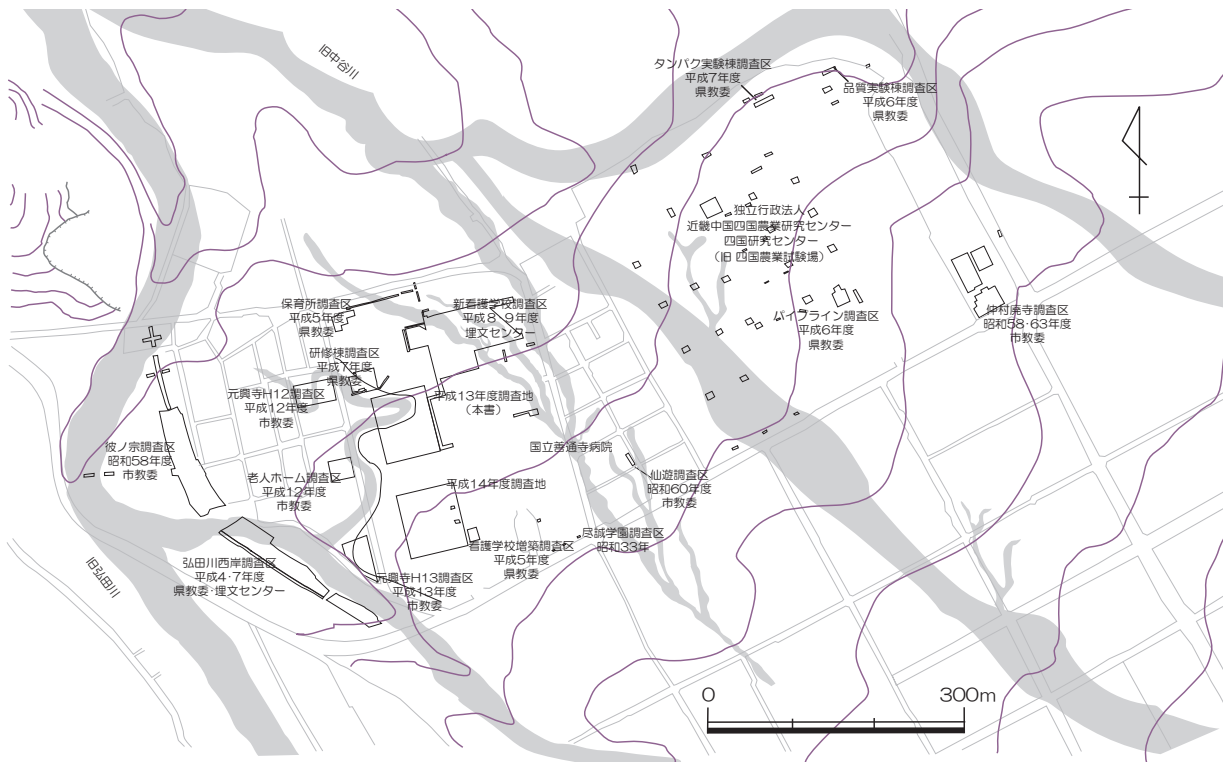 旧中谷川
タンパク実験棟調査区
平成7年度
県教委
品質実験棟調査区
平成6年度
県教委
独立行政法人
近畿中国四国農業研究センター
四国研究センター
（旧 四国農業試験場）
保育所調査区
平成5年度
県教委
新看護学校調査区
平成8・9年度
埋文センター
パイプライン調査区
平成6年度
県教委
仲村廃寺調査区
昭和58・63年度
市教委
研修棟調査区
平成7年度
県教委
元興寺H12調査区
平成12年度
市教委
平成13年度調査地
（本書）
彼ノ宗調査区
昭和58年度
市教委
国立善通寺病院
老人ホーム調査区
平成12年度
市教委
仙遊調査区
昭和60年度
市教委
平成14年度調査地
看護学校増築調査区
平成5年度
県教委
尽誠学園調査区
昭和33年
旧弘田川
弘田川西岸調査区
平成4・7年度
県教委・埋文センター
元興寺H13調査区
平成13年度
市教委
0 300m